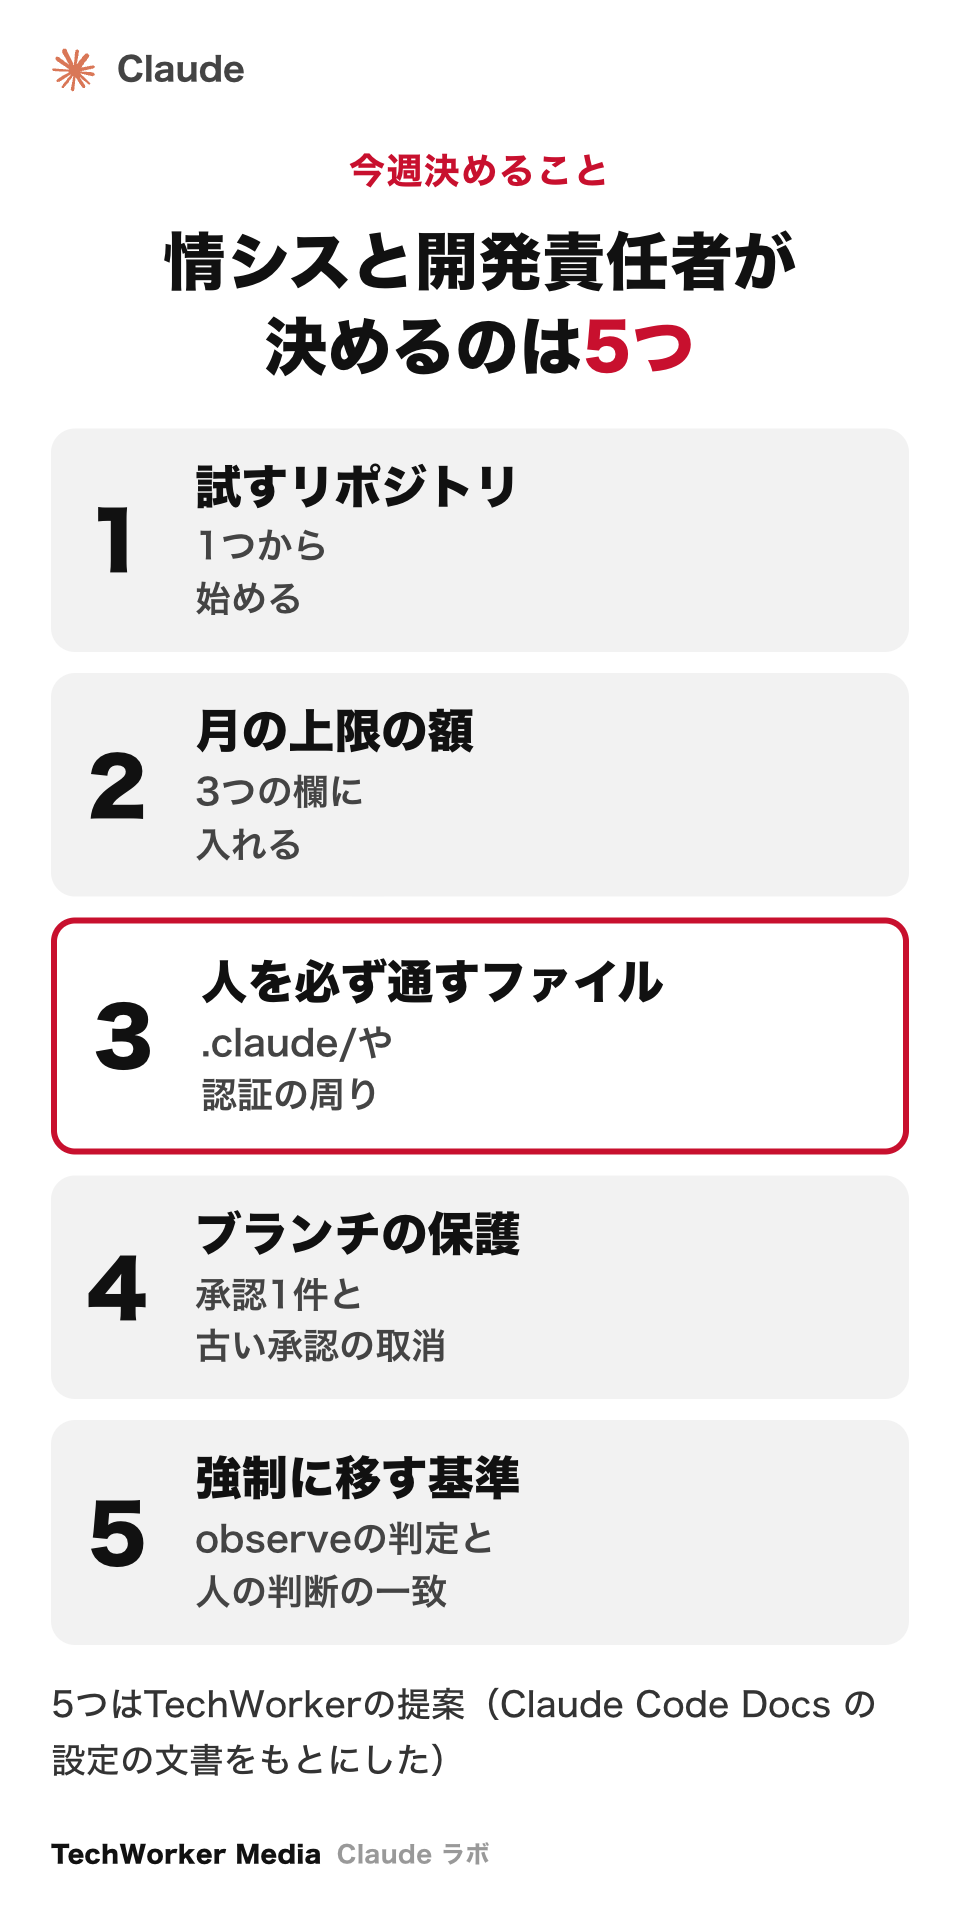 Claude
今週決めること
情シスと開発責任者が
決めるのは5つ
1
試すリポジトリ
1つから
始める
2
月の上限の額
3つの欄に
入れる
3
人を必ず通すファイル
.claude/や
認証の周り
4
ブランチの保護
承認1件と
古い承認の取消
5
強制に移す基準
observeの判定と
人の判断の一致
5つはTechWorkerの提案（Claude Code Docs の
設定の文書をもとにした）
TechWorker Media Claude ラボ